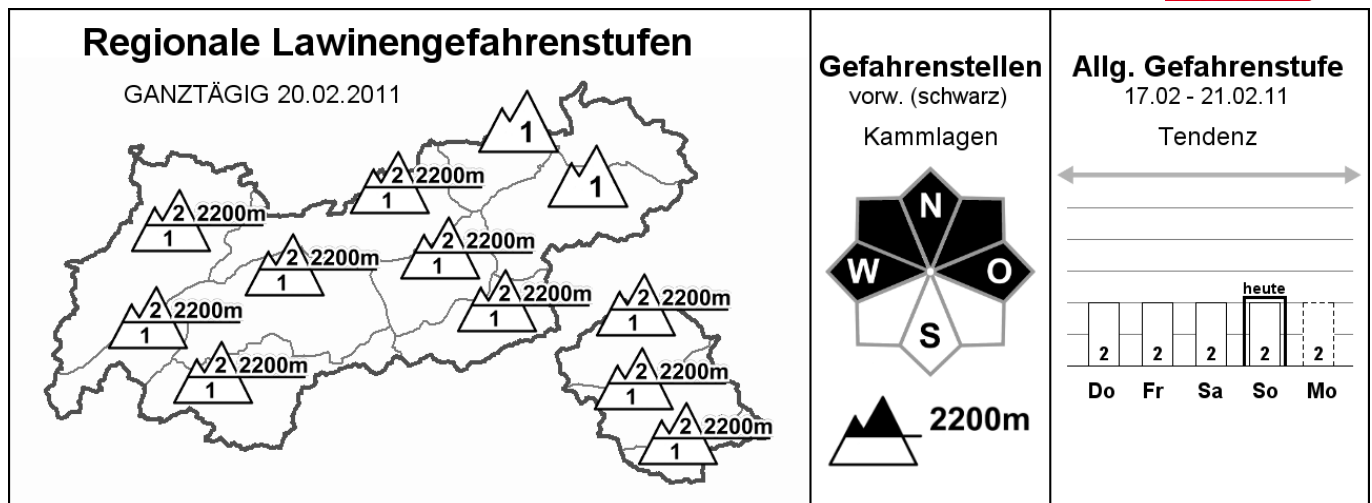 Regionale Lawinengefahrenstufen
GANZTÄGIG 20.02.2011
1
1
2 2200m
1
2 2200m
1
2 2200m
1
2 2200m
1
2 2200m
1
2 2200m
1
2 2200m
1
2 2200m
1
2 2200m
1
2 2200m
1
Gefahrenstellen
vorw. (schwarz)
Kammlagen
N
W O
S
2200m
Allg. Gefahrenstufe
17.02 - 21.02.11
Tendenz
heute
2 2 2 2 2
Do Fr Sa So Mo